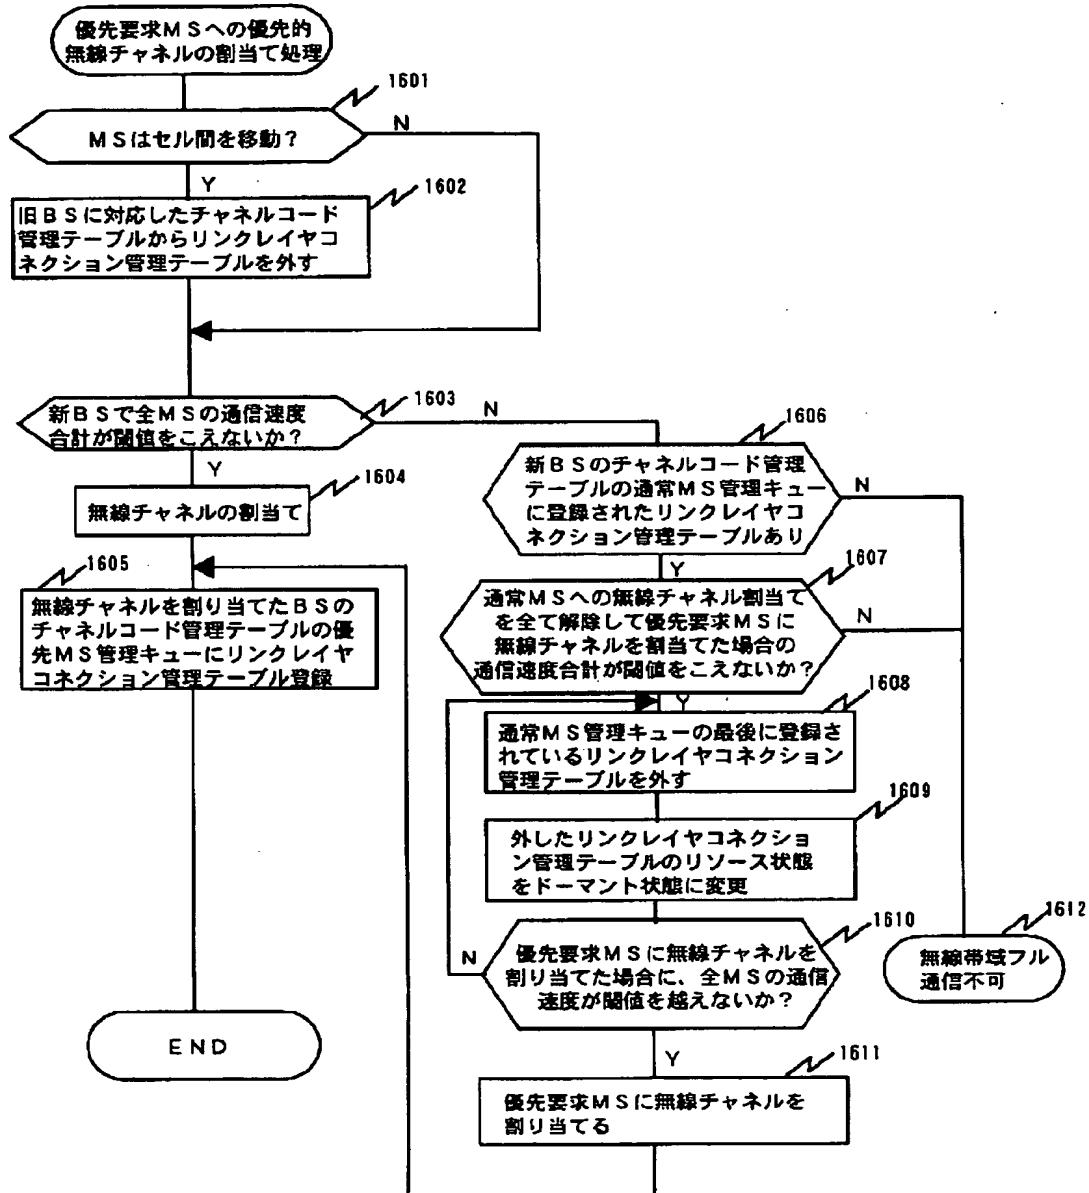 優先要求MSへの優先的
無線チャネルの割当て処理
1601
MSはセル間を移動？
N
Y
1602
旧BSに対応したチャネルコード
管理テーブルからリンクレイヤコ
ネクション管理テーブルを外す
1603
新BSで全MSの通信速度
合計が閾値をこえないか？
N
Y
1604
無線チャネルの割当て
1605
無線チャネルを割り当てたBSの
チャネルコード管理テーブルの優
先MS管理キューにリンクレイヤ
コネクション管理テーブル登録
END
1606
新BSのチャネルコード管理
テーブルの通常MS管理キュー
に登録されたリンクレイヤコ
ネクション管理テーブルあり
N
Y
1607
通常MSへの無線チャネル割当て
を全て解除して優先要求MSに
無線チャネルを割当てた場合の
通信速度合計が閾値をこえないか？
N
Y
1608
通常MS管理キューの最後に登録さ
れているリンクレイヤコネクション
管理テーブルを外す
1609
外したリンクレイヤコネクショ
ン管理テーブルのリソース状態
をドーマント状態に変更
1610
優先要求MSに無線チャネルを
割り当てた場合に、全MSの通信
速度が閾値を越えないか？
N
Y
1611
優先要求MSに無線チャネルを
割り当てる
1612
無線帯域フル
通信不可